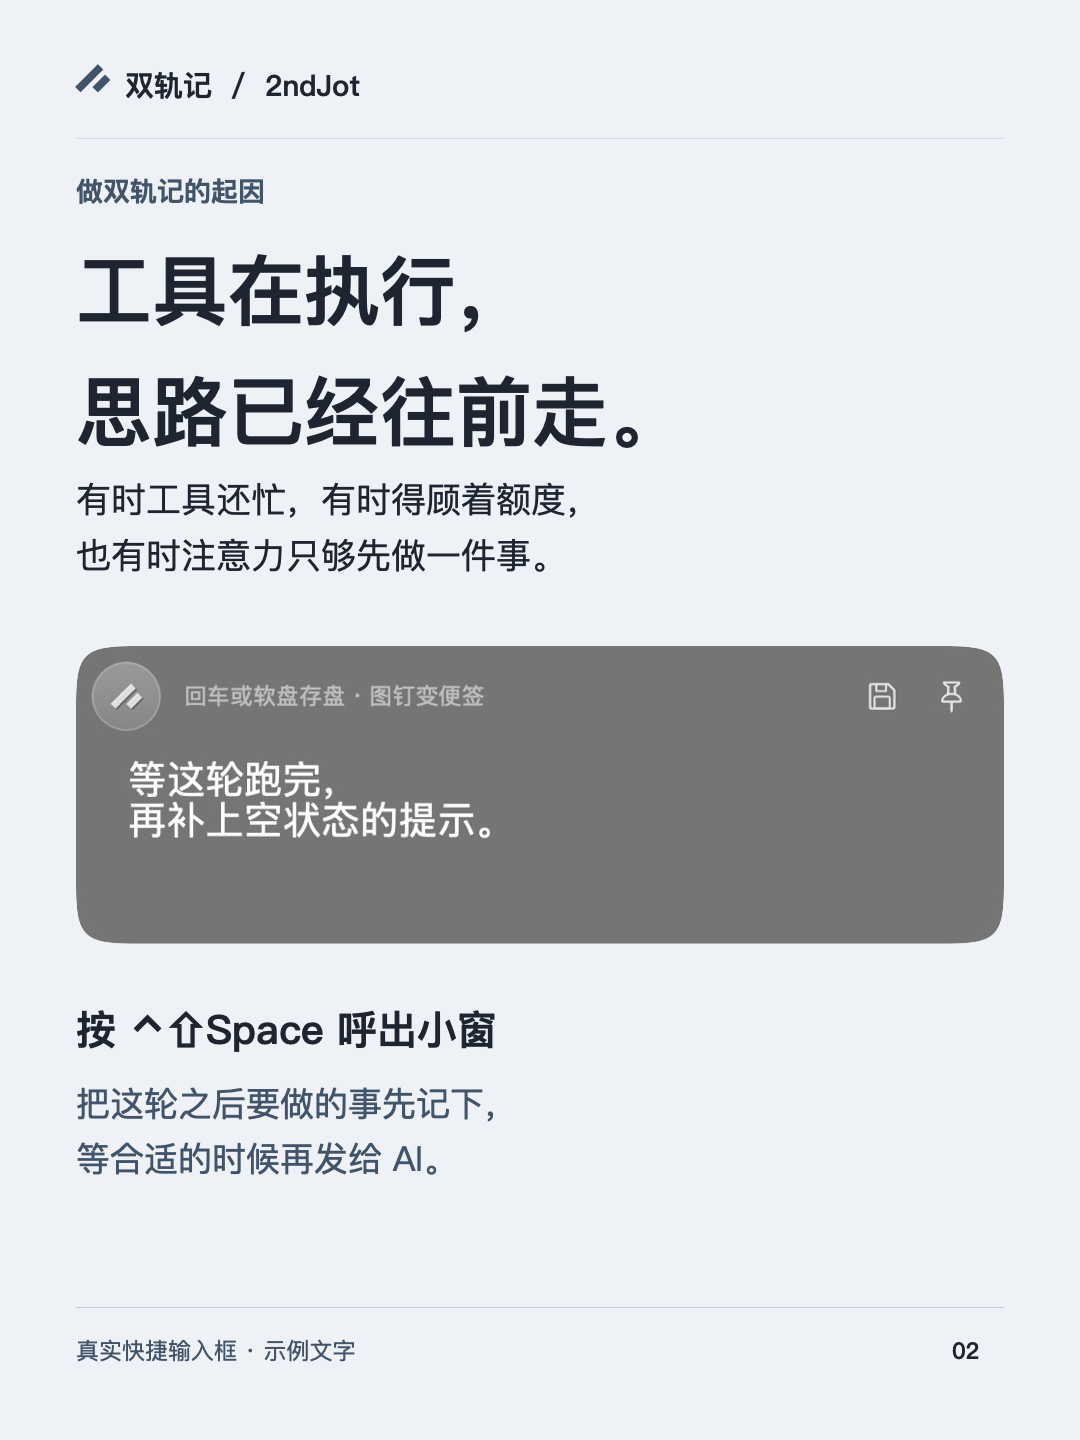 双轨记 / 2ndJot
做双轨记的起因
工具在执行，
思路已经往前走。
有时工具还忙，有时得顾着额度，
也有时注意力只够先做一件事。
回车或软盘存盘 · 图钉变便签
等这轮跑完，
再补上空状态的提示。
按 ⌃⇧Space 呼出小窗
把这轮之后要做的事先记下，
等合适的时候再发给 AI。
真实快捷输入框 · 示例文字
02